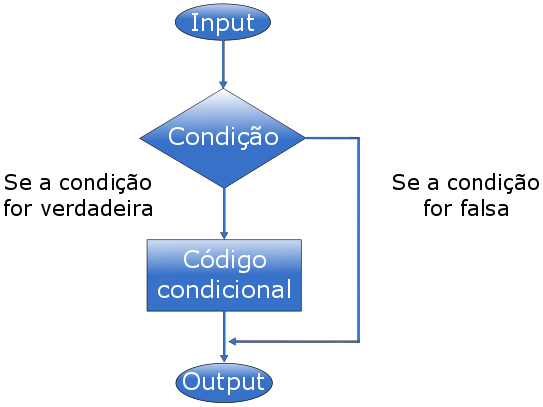 Input
Condição
Se a condição
for verdadeira
Se a condição
for falsa
Código
condicional
Output